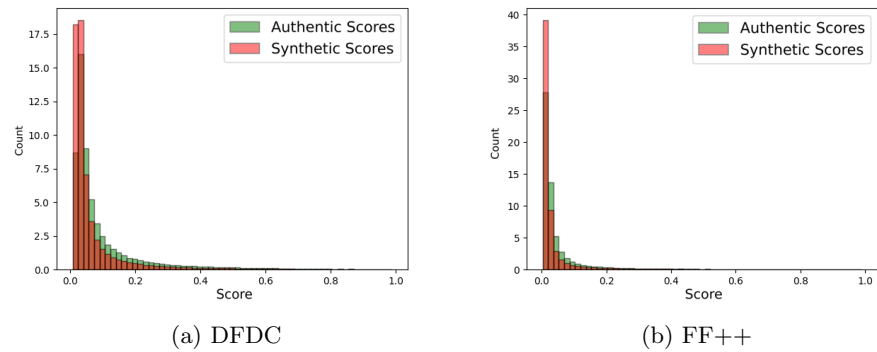 17.5
15.0
12.5
10.0
7.5
5.0
2.5
0.0
Count
Authentic Scores
Synthetic Scores
0.0 0.2 0.4 0.6 0.8 1.0
Score
(a) DFDC
40
35
30
25
20
15
10
5
0
Count
Authentic Scores
Synthetic Scores
0.0 0.2 0.4 0.6 0.8 1.0
Score
(b) FF++